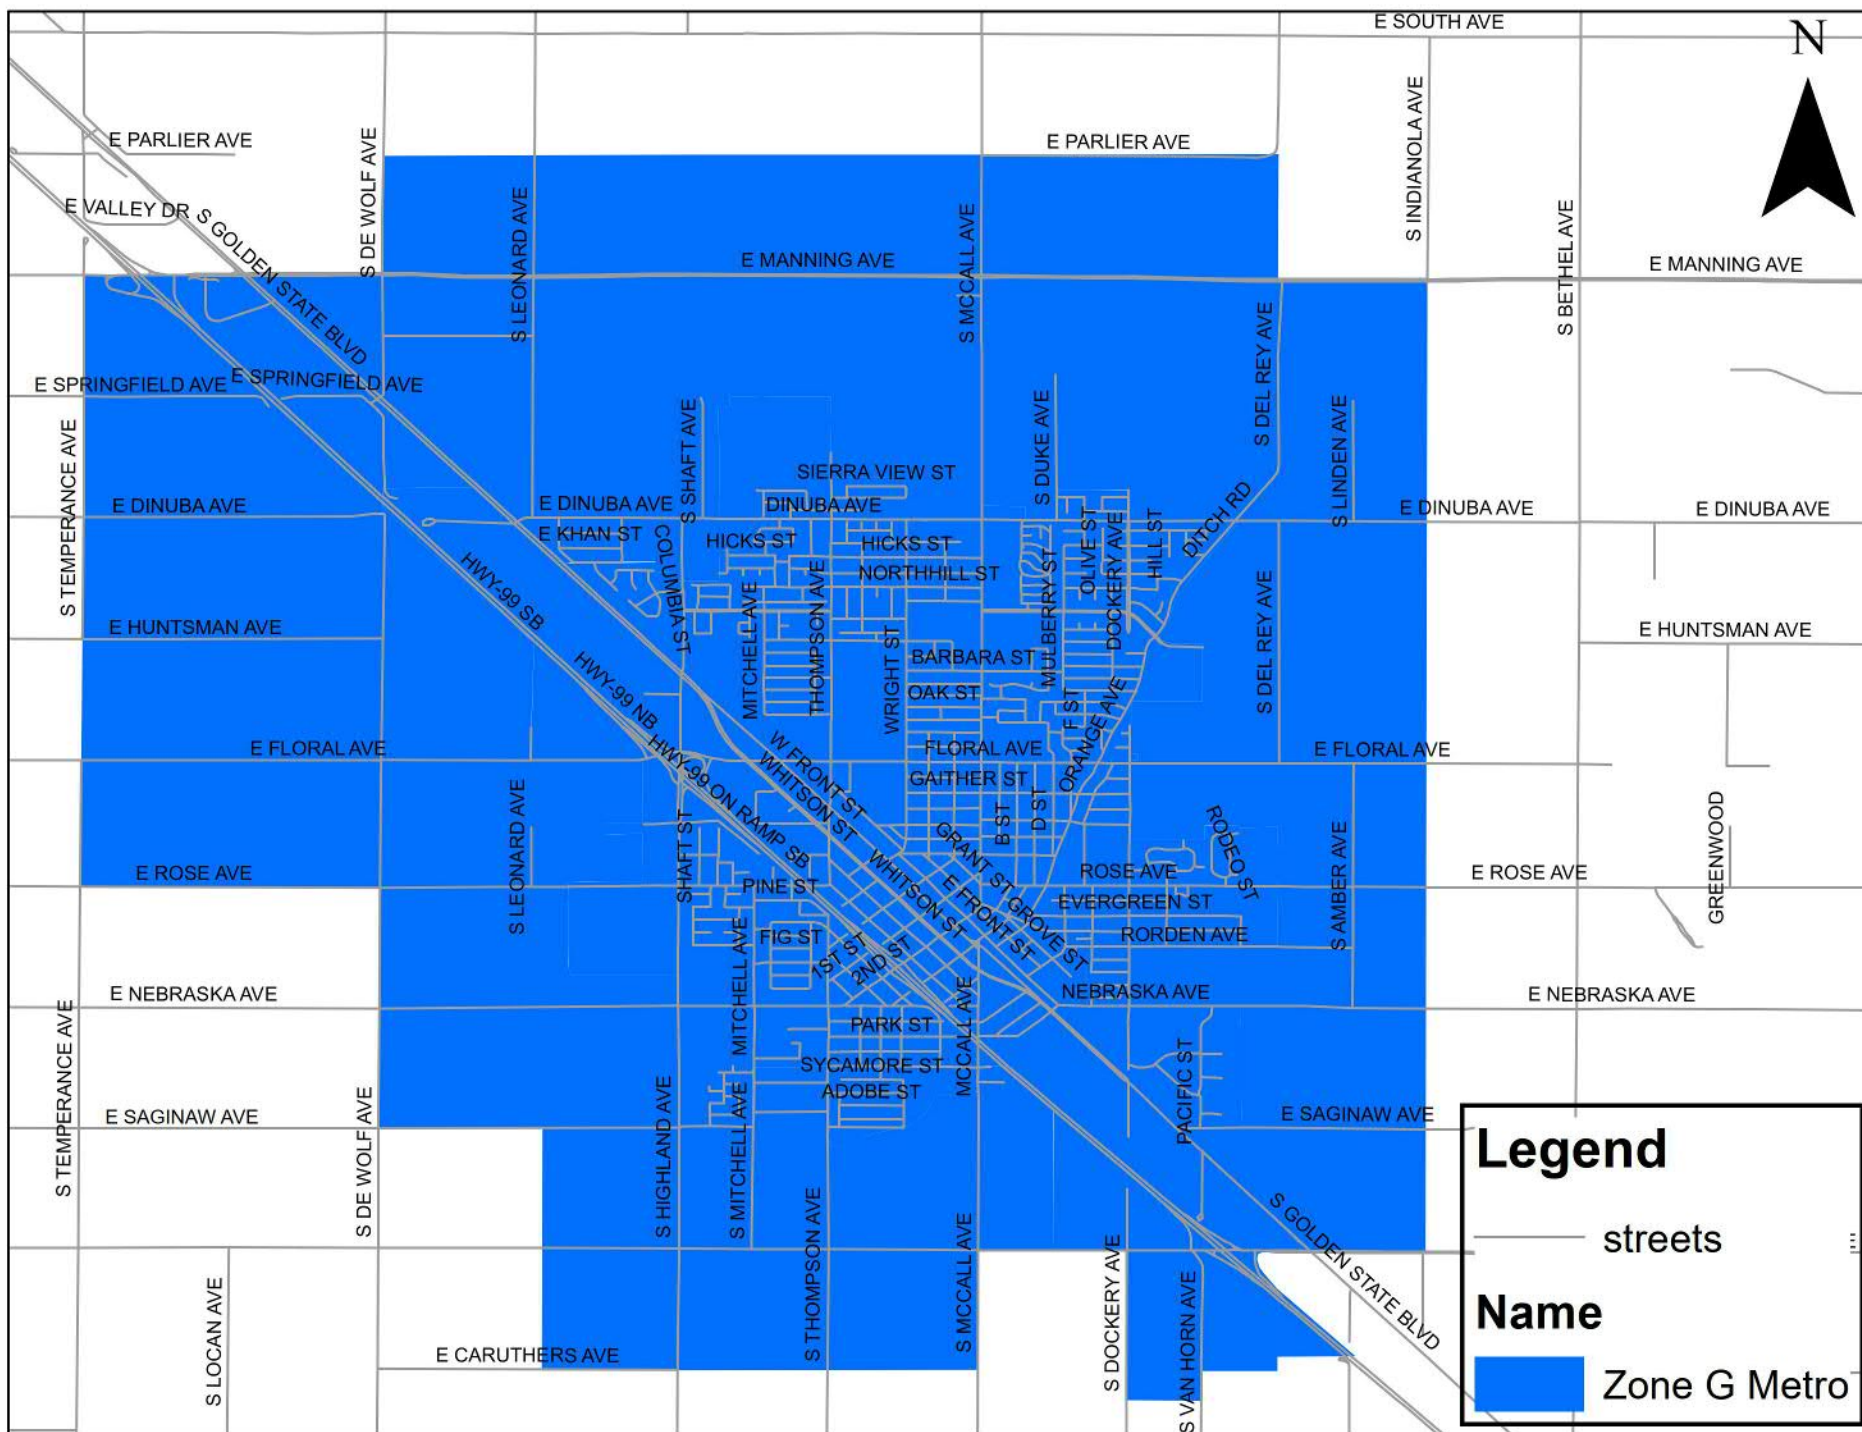 E SOUTH AVE
N
E PARLIER AVE
E PARLIER AVE
S DE WOLF AVE
S INDIANOLA AVE
E VALLEY DR
S GOLDEN STATE BLVD
S LEONARD AVE
S MCCALL AVE
S BETHEL AVE
E MANNING AVE
E MANNING AVE
E SPRINGFIELD AVE
E SPRINGFIELD AVE
S DEL REY AVE
S TEMPERANCE AVE
S SHAFT AVE
S DUKE AVE
S LINDEN AVE
SIERRA VIEW ST
E DINUBA AVE
E DINUBA AVE
DINUBA AVE
E DINUBA AVE
E DINUBA AVE
DITCH RD
E KHAN ST
COLUMBIA ST
HICKS ST
HICKS ST
OLIVE ST
DOCKERY AVE
HILL ST
NORTHHILL ST
HWY-99 SB
MITCHELL AVE
THOMPSON AVE
MULBERRY ST
S DEL REY AVE
E HUNTSMAN AVE
E HUNTSMAN AVE
WRIGHT ST
BARBARA ST
OAK ST
F ST
ORANGE AVE
HWY-99 NB
E FLORAL AVE
FLORAL AVE
E FLORAL AVE
HWY-99 ON RAMP SB
W FRONT ST
WHITSON ST
GAITHER ST
B ST
D ST
S LEONARD AVE
SHAFT ST
GRANT ST
RODEO ST
S AMBER AVE
GREENWOOD
E ROSE AVE
PINE ST
WHITSON ST
E FRONT ST
GROVE ST
ROSE AVE
E ROSE AVE
EVERGREEN ST
FIG ST
1ST ST
2ND ST
RORDEN AVE
MITCHELL AVE
E NEBRASKA AVE
NEBRASKA AVE
E NEBRASKA AVE
S TEMPERANCE AVE
PARK ST
MCCALL AVE
SYCAMORE ST
ADOBE ST
PACIFIC ST
S DE WOLF AVE
S HIGHLAND AVE
S MITCHELL AVE
E SAGINAW AVE
E SAGINAW AVE
S THOMPSON AVE
S MCCALL AVE
S DOCKERY AVE
S VAN HORN AVE
S GOLDEN STATE BLVD
S LOCAN AVE
E CARUTHERS AVE
Legend
streets
Name
Zone G Metro